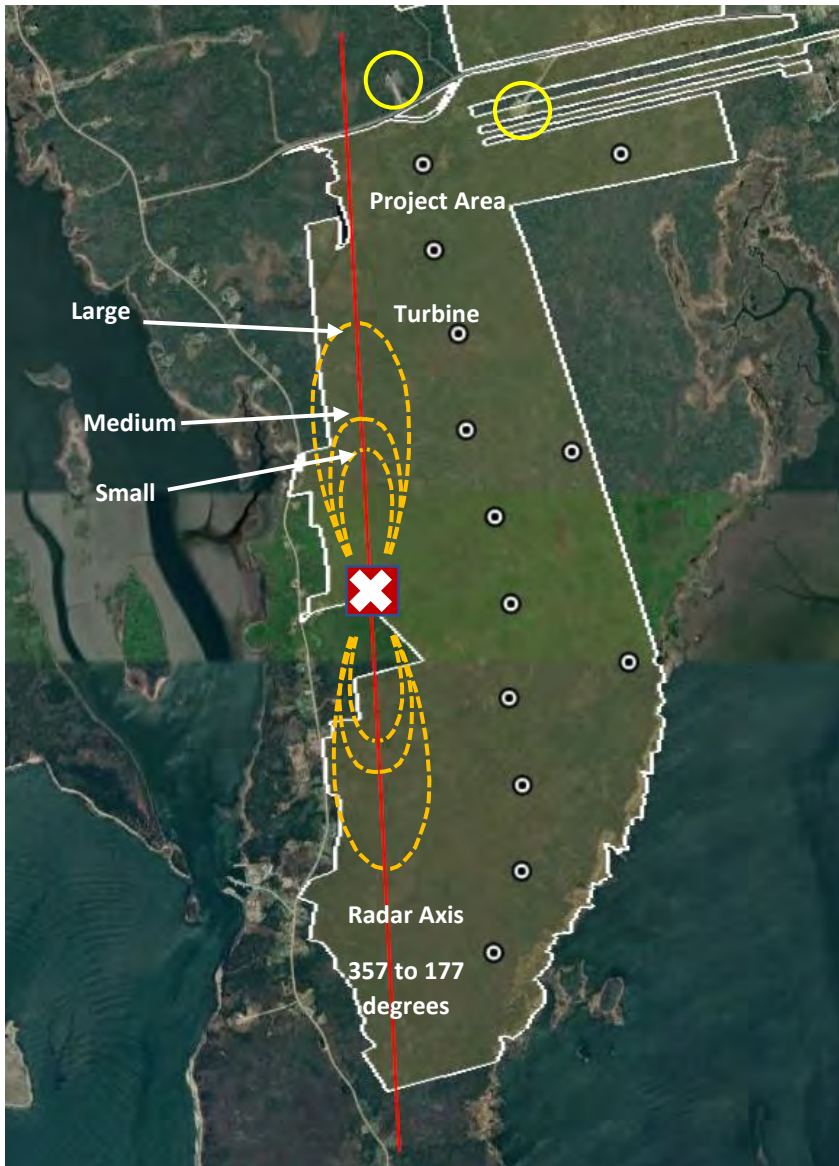 Project Area
Large
Turbine
Medium
Small
Radar Axis
357 to 177
degrees